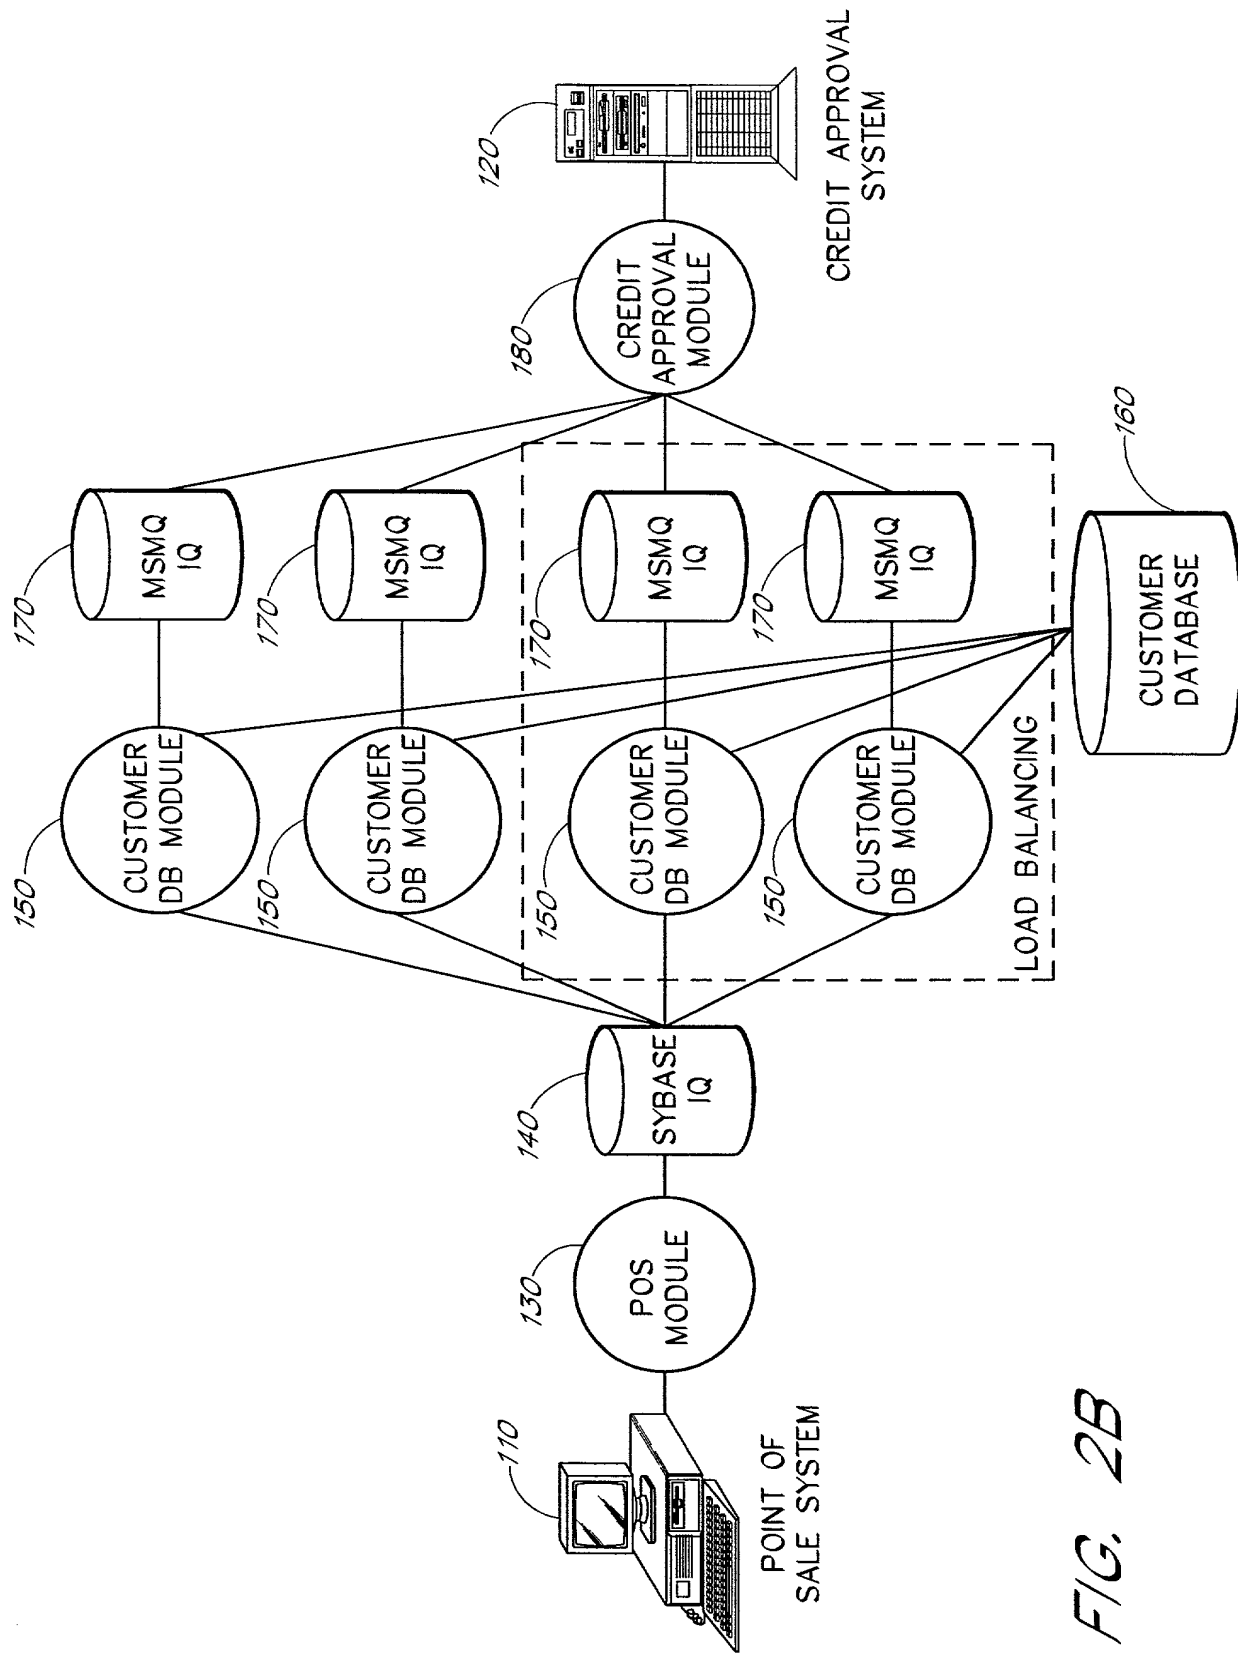 170
MSMQ
IQ
150
CUSTOMER
DB MODULE
170
MSMQ
IQ
150
CUSTOMER
DB MODULE
110
POINT OF
SALE SYSTEM
130
POS
MODULE
140
SYBASE
IQ
150
CUSTOMER
DB MODULE
170
MSMQ
IQ
180
CREDIT
APPROVAL
MODULE
120
CREDIT APPROVAL
SYSTEM
150
CUSTOMER
DB MODULE
170
MSMQ
IQ
LOAD BALANCING
160
CUSTOMER
DATABASE
FIG. 2B